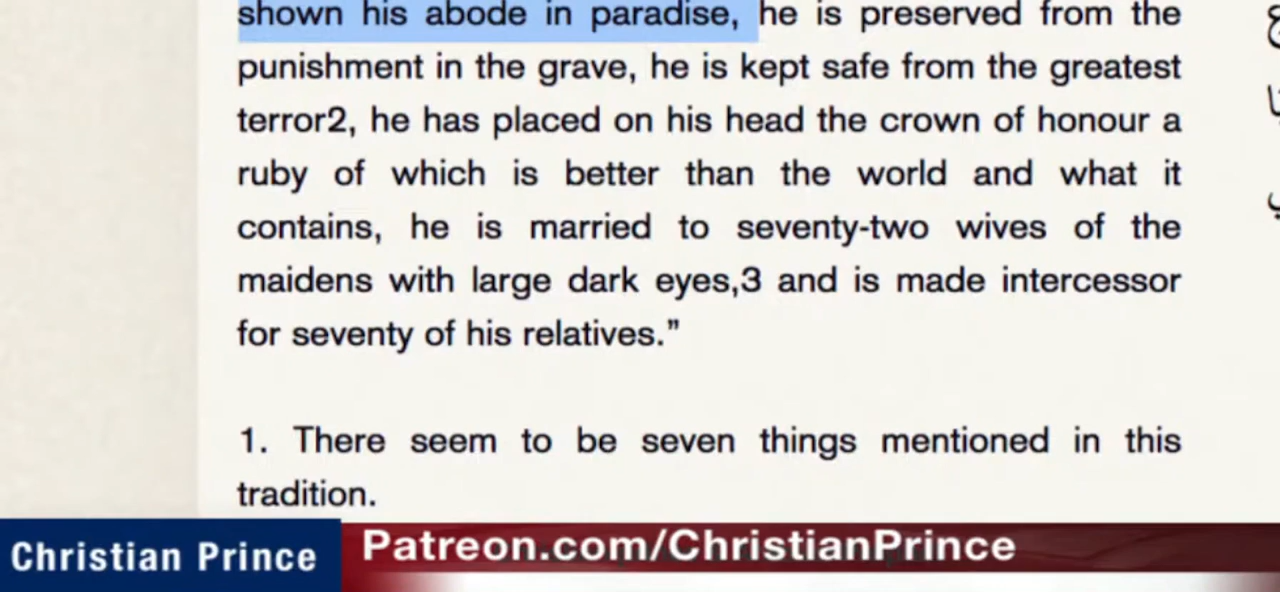 shown his abode in paradise, he is preserved from the
punishment in the grave, he is kept safe from the greatest
terror2, he has placed on his head the crown of honour a
ruby of which is better than the world and what it
contains, he is married to seventy-two wives of the
maidens with large dark eyes,3 and is made intercessor
for seventy of his relatives.”
1. There seem to be seven things mentioned in this
tradition.
Christian Prince
Patreon.com/ChristianPrince